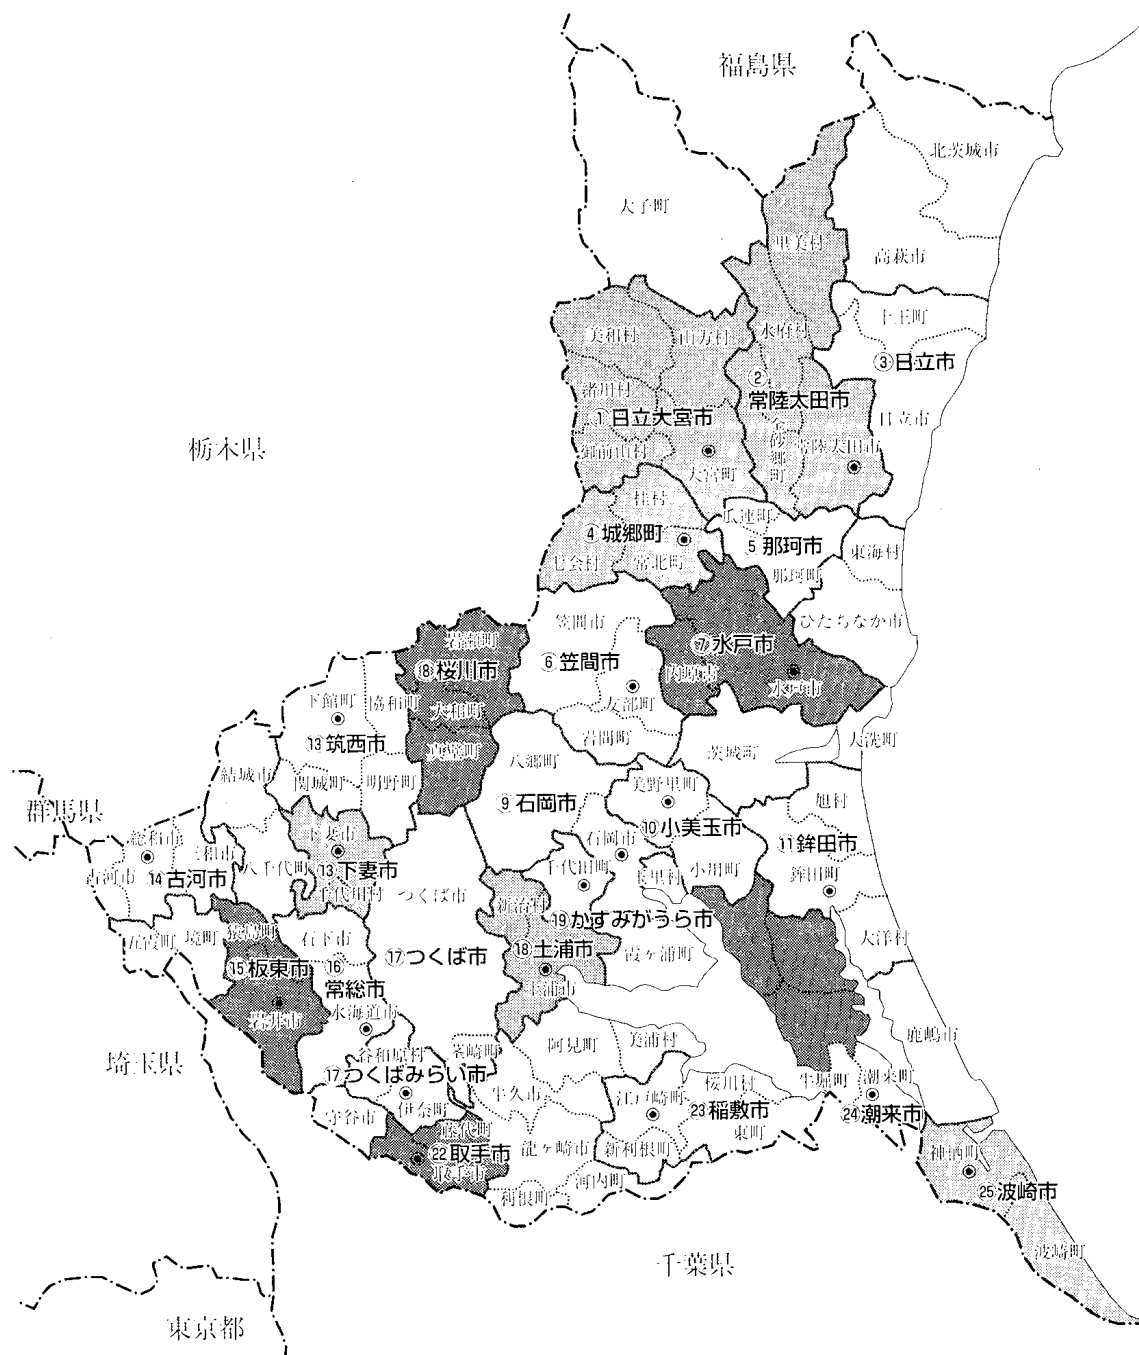 福島県
北茨城市
大子町
里美村
高萩市
十王町
美和村
山方村
水府村
③日立市
②
常陸太田市
緒川村
①日立大宮市
日立市
金砂郷町
常陸太田市
栃木県
御前山村
大宮町
桂村
瓜連町
④城郷町
⑤那珂市
東海村
七会村
宮北町
那珂町
笠間市
ひたちなか市
岩瀬町
⑦水戸市
⑥笠間市
⑧桜川市
内原市
水戸市
下館町
協和町
大和町
友部町
⑬筑西市
岩間町
大洗町
真壁町
八郷町
茨城町
結城市
関城町
明野町
美野里町
旭村
群馬県
⑨石岡市
⑩小美玉市
総和市
下妻市
石岡市
⑪鉾田市
三和市
古河市
⑭古河市
八千代町
⑬下妻市
千代田町
玉里村
小川町
鉾田町
千代川村
つくば市
新治村
⑲かすみがうら市
五霞町
境町
猿島町
石下市
大洋村
⑱土浦市
霞ヶ浦町
⑰つくば市
⑮板東市
⑯
常総市
土浦市
岩井市
水海道市
鹿嶋市
埼玉県
谷和原村
茎崎町
阿見町
美浦村
⑰つくばみらい市
牛久市
江戸崎町
桜川村
牛堀町
潮来町
伊奈町
㉓稲敷市
㉔潮来市
守谷市
藤代町
東町
㉒取手市
龍ヶ崎市
新利根町
神栖町
取手市
河内町
利根町
㉕波崎市
千葉県
波崎町
東京都